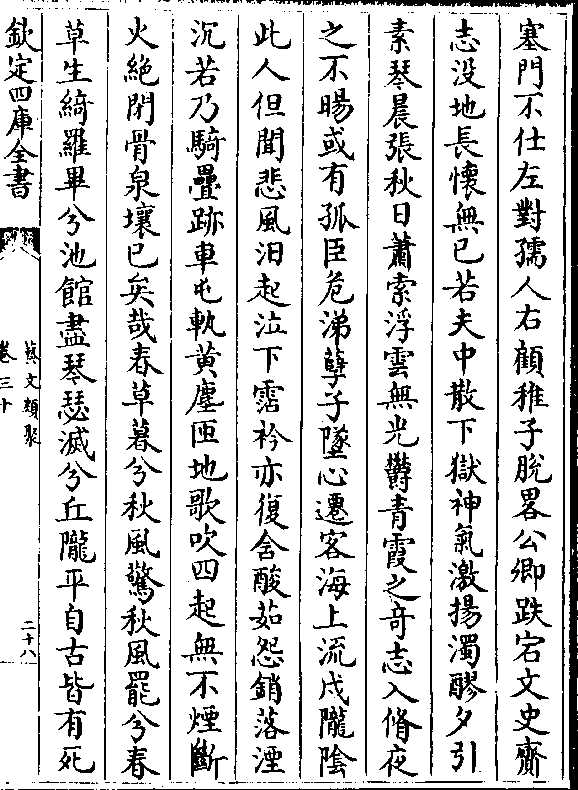 塞門不仕左對孺人右顧稚子脫畧公卿跌宕文史齎
志没地長懷無已若夫中散下獄神氣激揚濁醪夕引
素琴晨張秋日蕭索浮雲無光欝青霞之竒志入脩夜
之不暘或有孤臣危涕孽子墜心遷客海上流戍隴隂
此人但聞悲風汨起泣下霑衿亦復含酸茹怨銷落湮
沉若乃騎疊跡車屯軌黄塵匝地歌吹四起無不煙斷
火絶閉骨泉壤已矣哉春草暮兮秋風驚秋風罷兮春
草生綺羅畢兮池館盡琴瑟滅兮丘隴平自古皆有死
欽定四庫全書
藝文類聚
卷三十
二十八